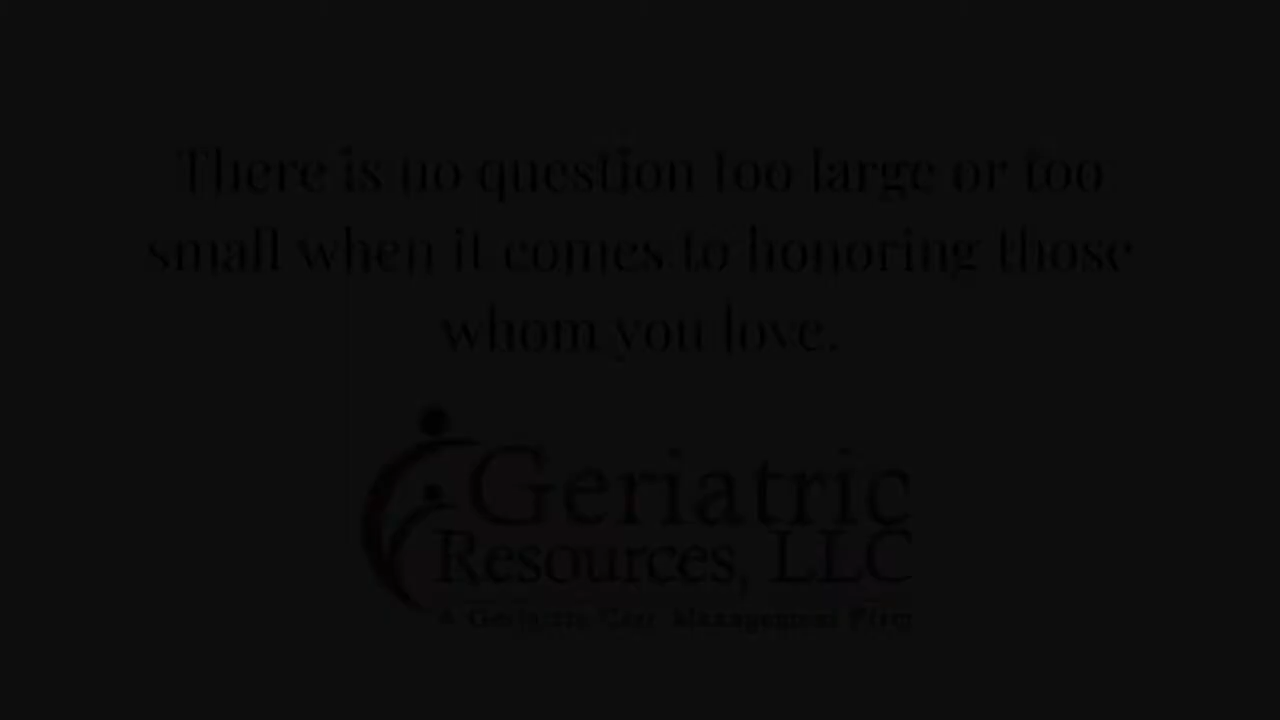 There is no question too large or too
small when it comes to honoring those
whom you love.
Geriatric
Resources, LLC
A Geriatric Care Management Firm